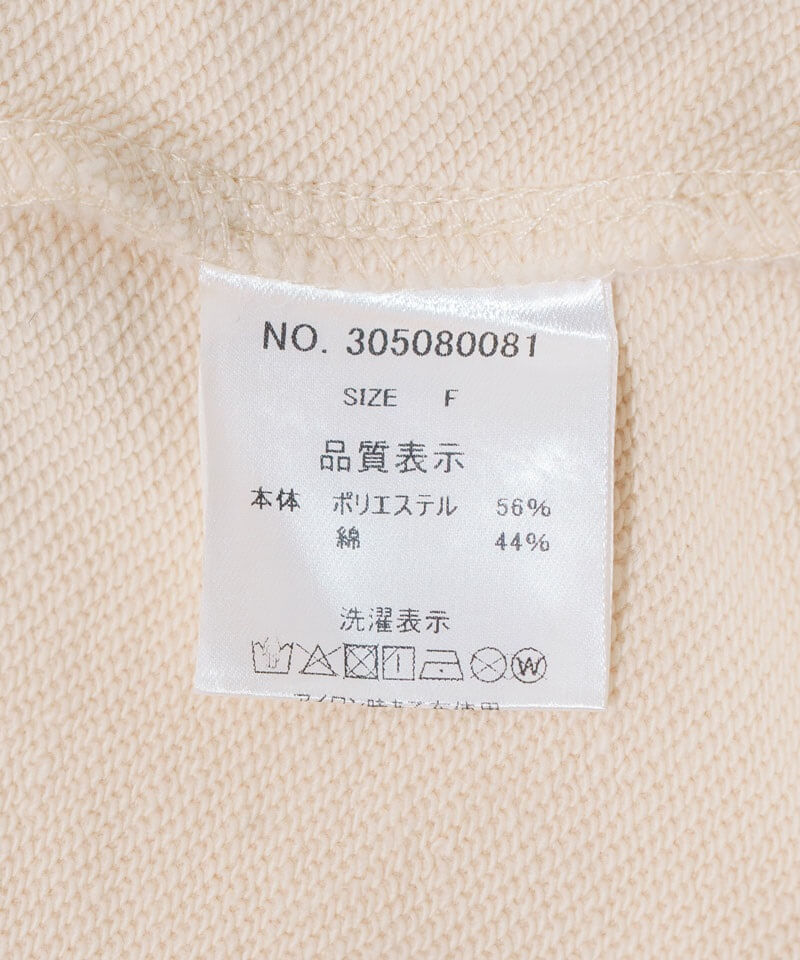 NO. 305080081
SIZE F
品質表示
本体 ポリエステル 56%
綿 44%
洗濯表示
W